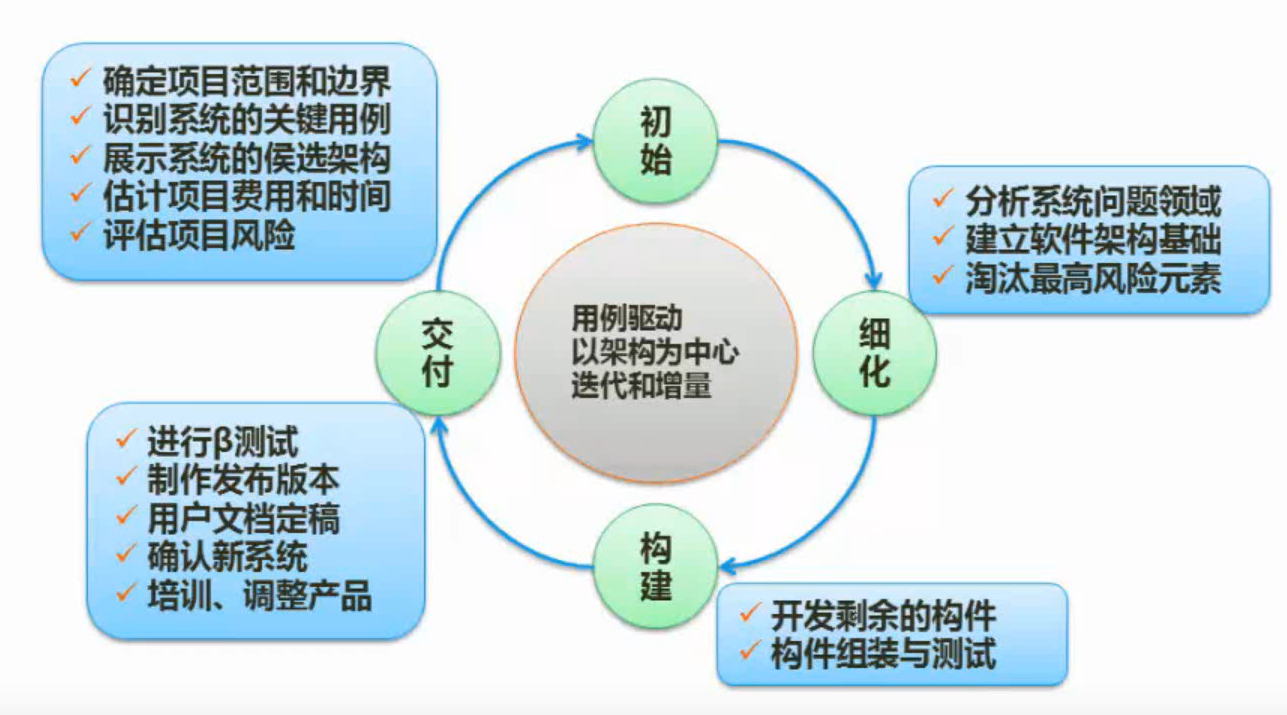 确定项目范围和边界
识别系统的关键用例
展示系统的侯选架构
估计项目费用和时间
评估项目风险
初
始
分析系统问题领域
建立软件架构基础
淘汰最高风险元素
用例驱动
以架构为中心
迭代和增量
交
付
细
化
进行β测试
制作发布版本
用户文档定稿
确认新系统
培训、调整产品
构
建
开发剩余的构件
构件组装与测试